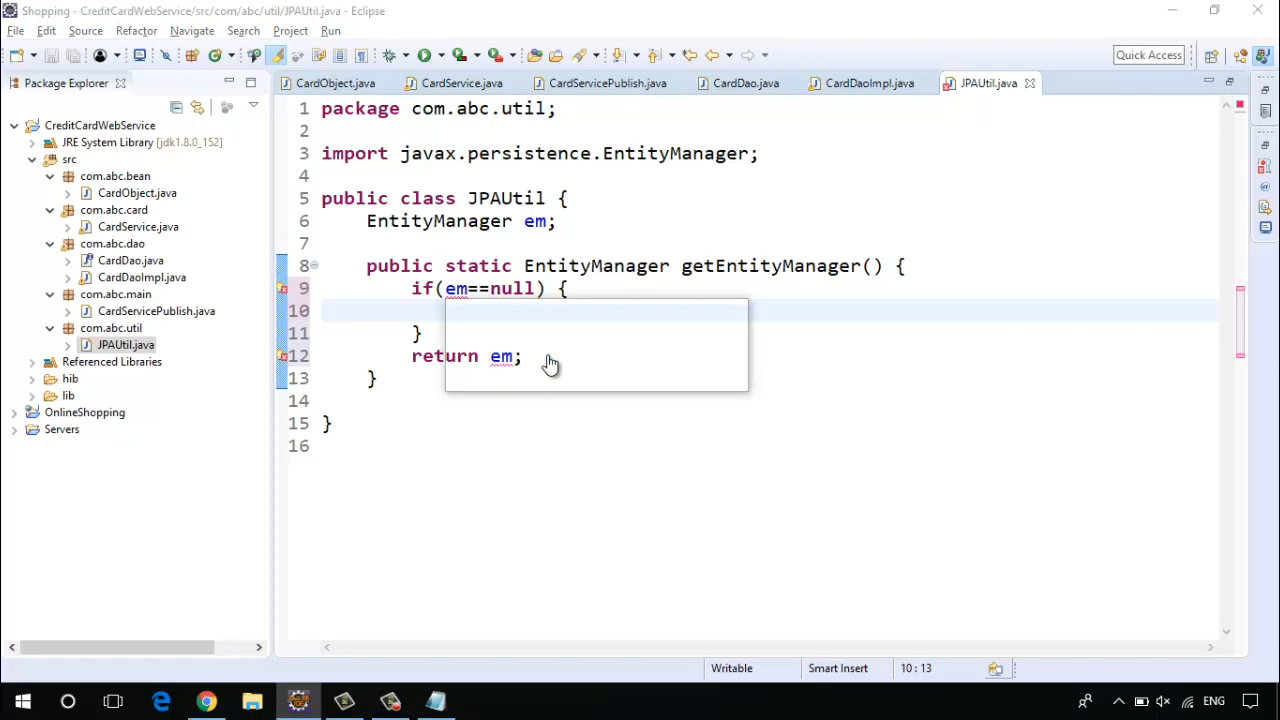 Shopping - CreditCardWebService/src/com/abc/util/JPAUtil.java - Eclipse
File Edit Source Refactor Navigate Search Project Run
Quick Access
Package Explorer
CardObject.java CardService.java CardServicePublish.java CardDao.java CardDaoImpl.java JPAUtil.java
CreditCardWebService
JRE System Library [jdk1.8.0_152]
src
com.abc.bean
CardObject.java
com.abc.card
CardService.java
com.abc.dao
CardDao.java
CardDaoImpl.java
com.abc.main
CardServicePublish.java
com.abc.util
JPAUtil.java
Referenced Libraries
hib
lib
OnlineShopping
Servers
1 package com.abc.util;
2
3 import javax.persistence.EntityManager;
4
5 public class JPAUtil {
6 EntityManager em;
7
8 public static EntityManager getEntityManager() {
9 if(em==null) {
10
11 }
12 return em;
13 }
14
15 }
16
Writable Smart Insert 10 : 13
ENG